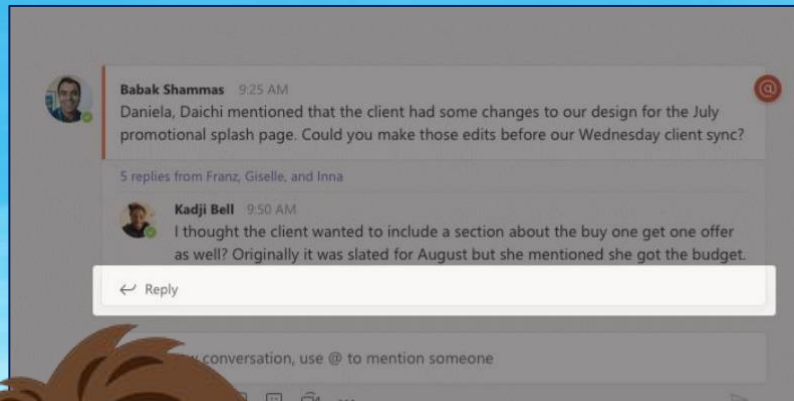 Babak Shammas 9:25 AM
Daniela, Daichi mentioned that the client had some changes to our design for the July
promotional splash page. Could you make those edits before our Wednesday client sync?
5 replies from Franz, Giselle, and Inna
Kadji Bell 9:50 AM
I thought the client wanted to include a section about the buy one get one offer
as well? Originally it was slated for August but she mentioned she got the budget.
Reply
conversation, use @ to mention someone